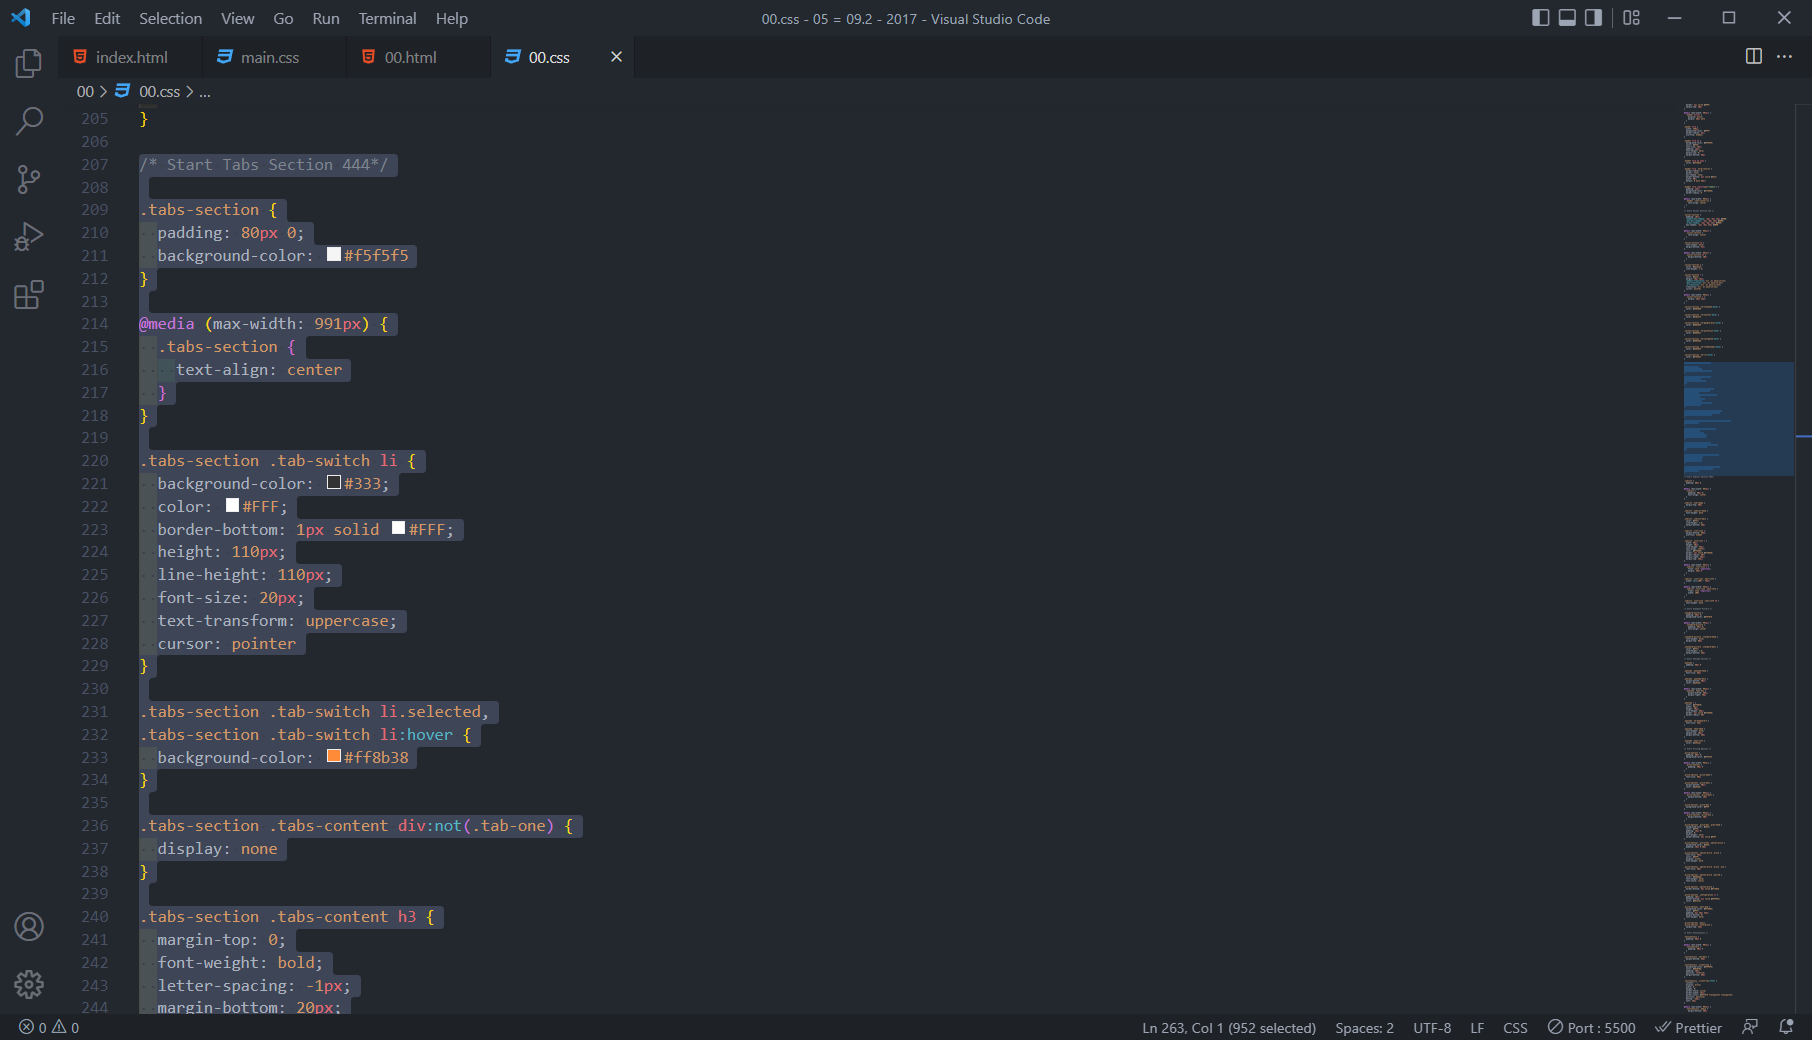 File Edit Selection View Go Run Terminal Help
00.css - 05 = 09.2 - 2017 - Visual Studio Code
index.html main.css 00.html 00.css
00 > 00.css > ...
205 }
206
207 /* Start Tabs Section 444*/
208
209 .tabs-section {
210 padding: 80px 0;
211 background-color: #f5f5f5
212 }
213
214 @media (max-width: 991px) {
215 .tabs-section {
216 text-align: center
217 }
218 }
219
220 .tabs-section .tab-switch li {
221 background-color: #333;
222 color: #FFF;
223 border-bottom: 1px solid #FFF;
224 height: 110px;
225 line-height: 110px;
226 font-size: 20px;
227 text-transform: uppercase;
228 cursor: pointer
229 }
230
231 .tabs-section .tab-switch li.selected,
232 .tabs-section .tab-switch li:hover {
233 background-color: #ff8b38
234 }
235
236 .tabs-section .tabs-content div:not(.tab-one) {
237 display: none
238 }
239
240 .tabs-section .tabs-content h3 {
241 margin-top: 0;
242 font-weight: bold;
243 letter-spacing: -1px;
244 margin-bottom: 20px;
0 0 Ln 263, Col 1 (952 selected) Spaces: 2 UTF-8 LF CSS Port : 5500 Prettier